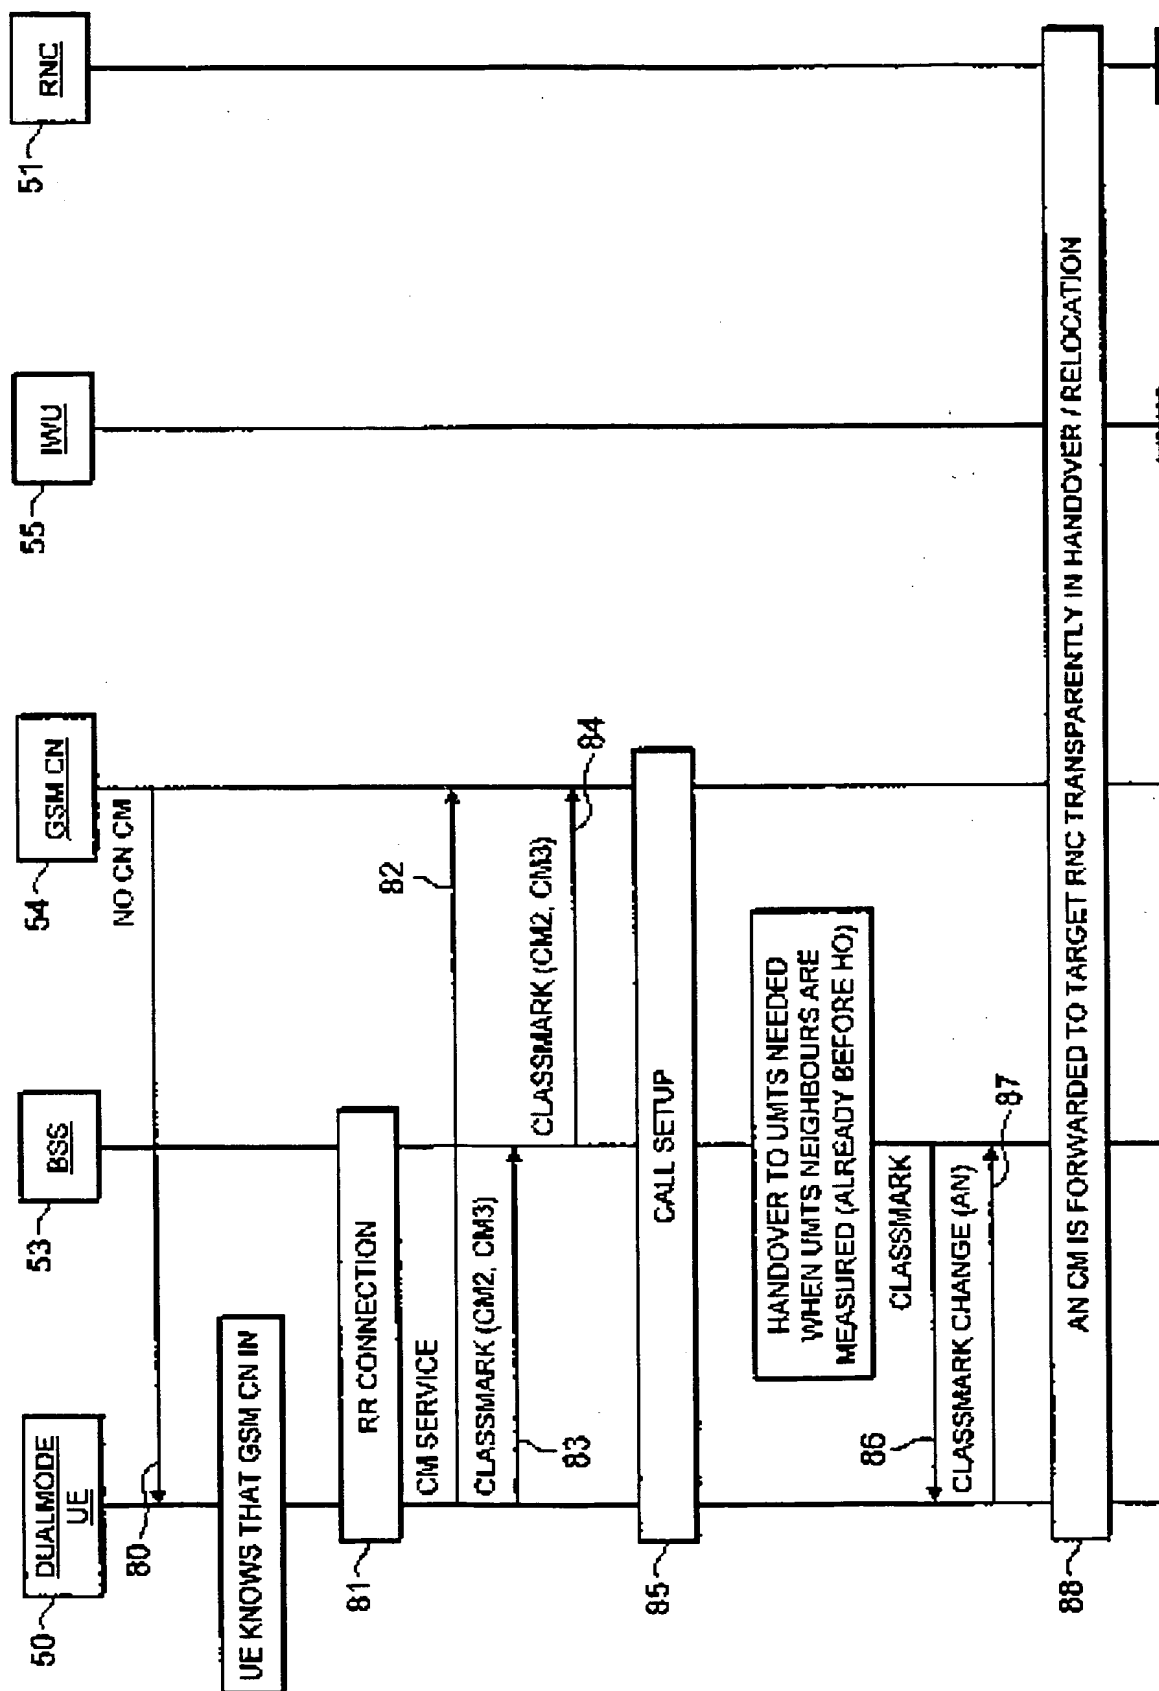 50
DUALMODE
UE
53
BSS
54
GSM CN
55
IWU
51
RNC
80
NO CN CM
UE KNOWS THAT GSM CN IN
81
RR CONNECTION
CM SERVICE
82
CLASSMARK (CM2, CM3)
83
CLASSMARK (CM2, CM3)
84
85
CALL SETUP
HANDOVER TO UMTS NEEDED
WHEN UMTS NEIGHBOURS ARE
MEASURED (ALREADY BEFORE HO)
86
CLASSMARK
CLASSMARK CHANGE (AN)
87
88
AN CM IS FORWARDED TO TARGET RNC TRANSPARENTLY IN HANDOVER / RELOCATION